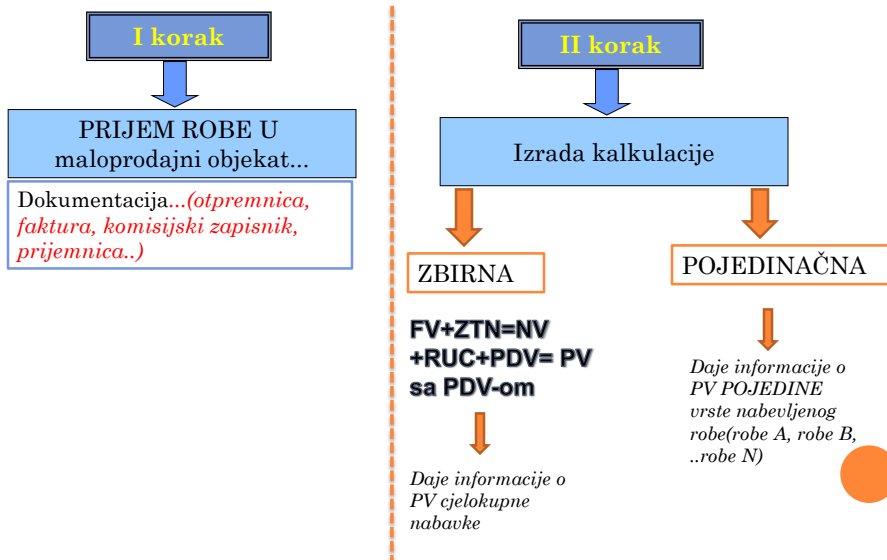 I korak
PRIJEM ROBE U
maloprodajni objekat...
Dokumentacija...(otpremnica,
faktura, komisijski zapisnik,
prijemnica..)
II korak
Izrada kalkulacije
ZBIRNA
FV+ZTN=NV
+RUC+PDV= PV
sa PDV-om
Daje informacije o
PV cjelokupne
nabavke
POJEDINAČNA
Daje informacije o
PV POJEDINE
vrste nabevljenog
robe(robe A, robe B,
..robe N)